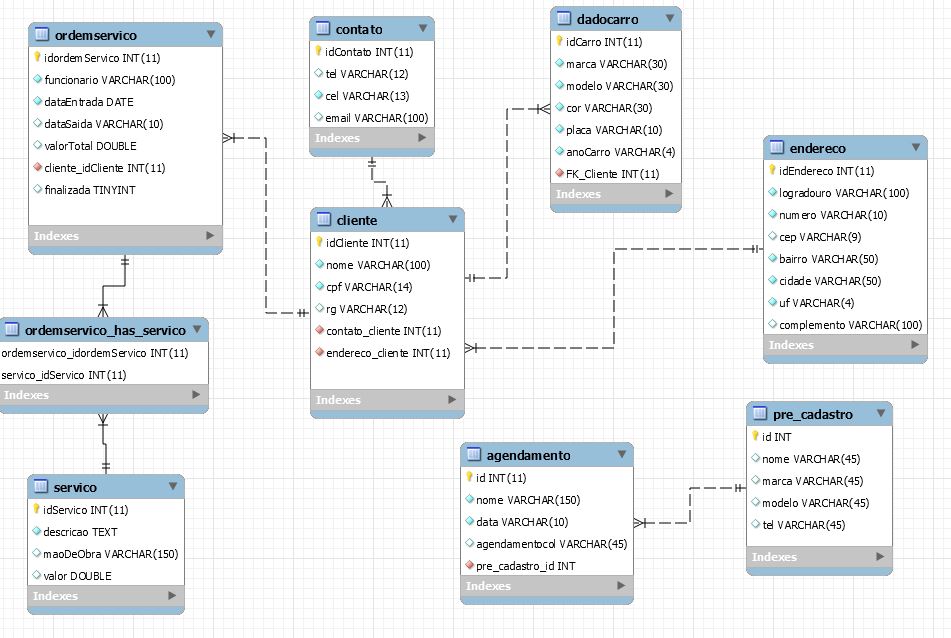 ordemservico
idordemServico INT(11)
funcionario VARCHAR(100)
dataEntrada DATE
dataSaida VARCHAR(10)
valorTotal DOUBLE
cliente_idCliente INT(11)
finalizada TINYINT
Indexes
contato
idContato INT(11)
tel VARCHAR(12)
cel VARCHAR(13)
email VARCHAR(100)
Indexes
dadocarro
idCarro INT(11)
marca VARCHAR(30)
modelo VARCHAR(30)
cor VARCHAR(30)
placa VARCHAR(10)
anoCarro VARCHAR(4)
FK_Cliente INT(11)
Indexes
endereco
idEndereco INT(11)
logradouro VARCHAR(100)
numero VARCHAR(10)
cep VARCHAR(9)
bairro VARCHAR(50)
cidade VARCHAR(50)
uf VARCHAR(4)
complemento VARCHAR(100)
Indexes
cliente
idCliente INT(11)
nome VARCHAR(100)
cpf VARCHAR(14)
rg VARCHAR(12)
contato_cliente INT(11)
endereco_cliente INT(11)
Indexes
ordemservico_has_servico
ordemservico_idordemServico INT(11)
servico_idServico INT(11)
Indexes
servico
idServico INT(11)
descricao TEXT
maoDeObra VARCHAR(150)
valor DOUBLE
Indexes
agendamento
id INT(11)
nome VARCHAR(150)
data VARCHAR(10)
agendamentocol VARCHAR(45)
pre_cadastro_id INT
Indexes
pre_cadastro
id INT
nome VARCHAR(45)
marca VARCHAR(45)
modelo VARCHAR(45)
tel VARCHAR(45)
Indexes